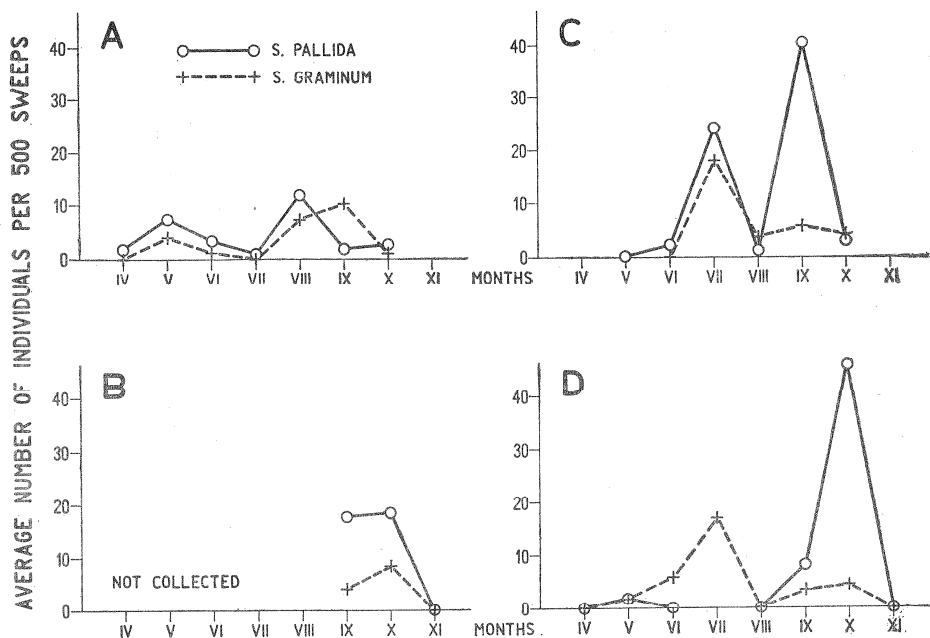 AVERAGE NUMBER OF INDIVIDUALS PER 500 SWEEPS
A
S. PALLIDA
S. GRAMINUM
40
30
20
10
0
IV V VI VII VIII IX X XI
MONTHS
C
40
30
20
10
0
IV V VI VII VIII IX X XI
B
40
30
20
10
0
NOT COLLECTED
IV V VI VII VIII IX X XI
MONTHS
D
40
30
20
10
0
IV V VI VII VIII IX X XI